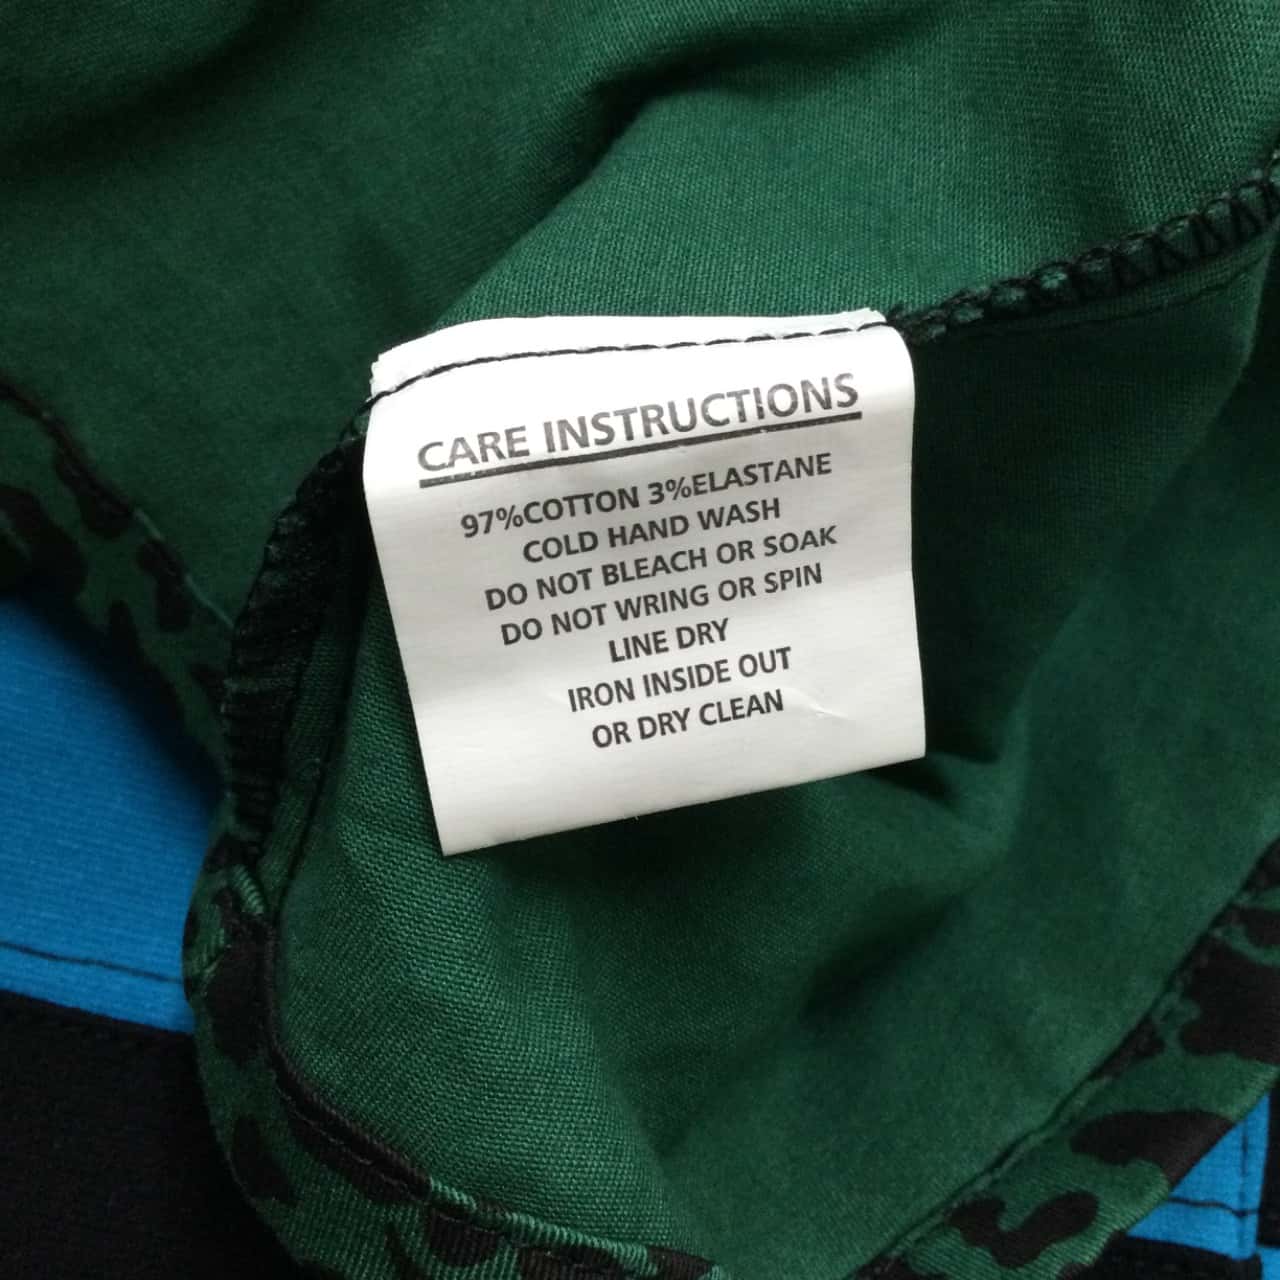 CARE INSTRUCTIONS
97%COTTON 3%ELASTANE
COLD HAND WASH
DO NOT BLEACH OR SOAK
DO NOT WRING OR SPIN
LINE DRY
IRON INSIDE OUT
OR DRY CLEAN